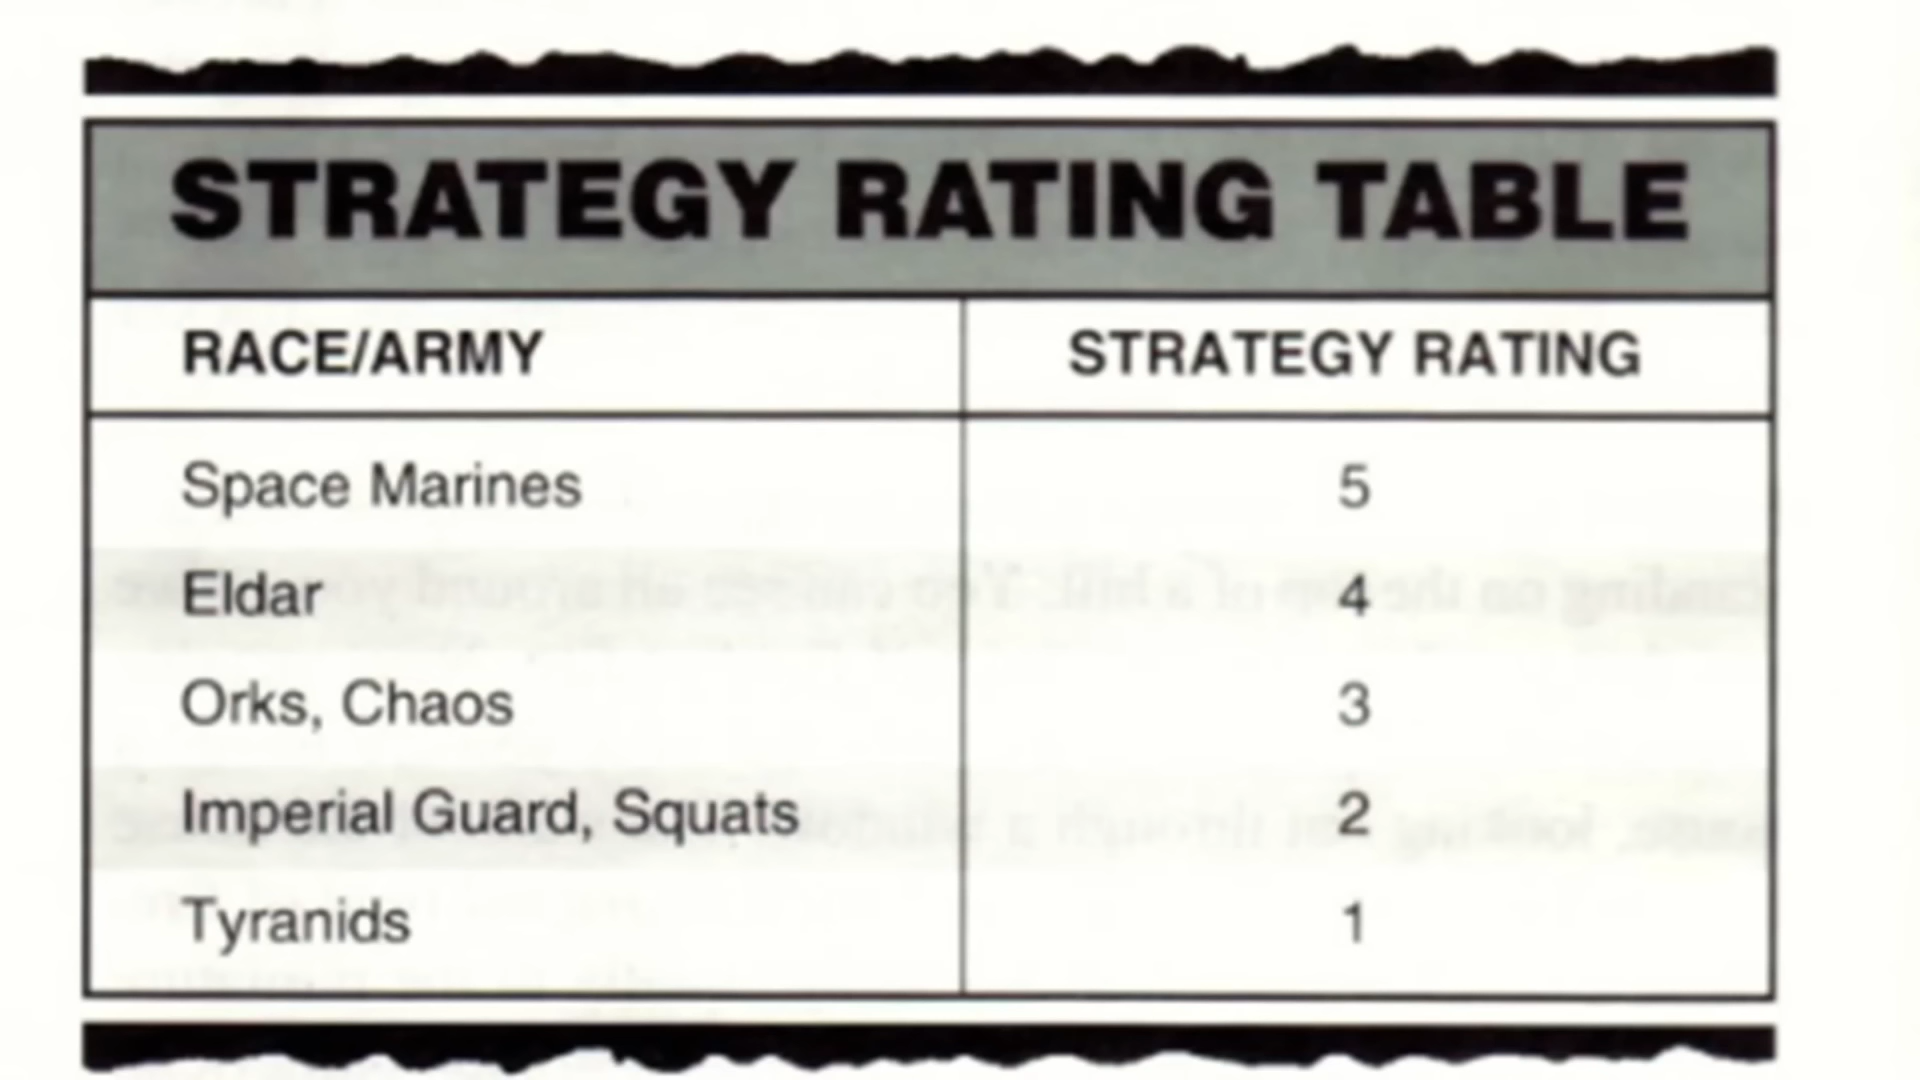 STRATEGY RATING TABLE
RACE/ARMY STRATEGY RATING
Space Marines 5
Eldar 4
Orks, Chaos 3
Imperial Guard, Squats 2
Tyranids 1